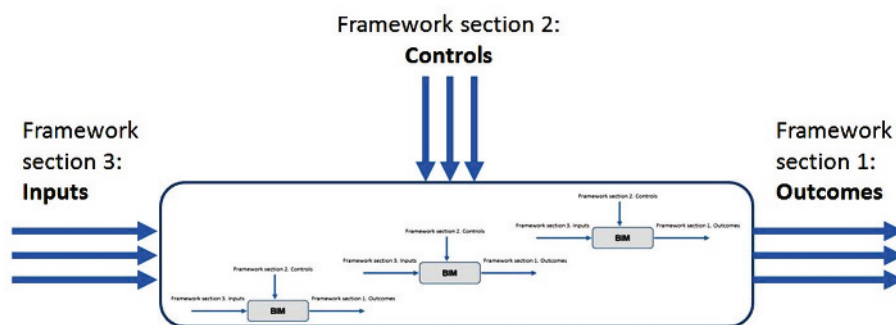 Framework section 2:
Controls
Framework
section 3:
Inputs
Framework
section 1:
Outcomes
Framework section 2. Controls
Framework section 3. Inputs
BIM
Framework section 1. Outcomes
Framework section 2. Controls
Framework section 3. Inputs
BIM
Framework section 1. Outcomes
Framework section 2. Controls
Framework section 3. Inputs
BIM
Framework section 1. Outcomes